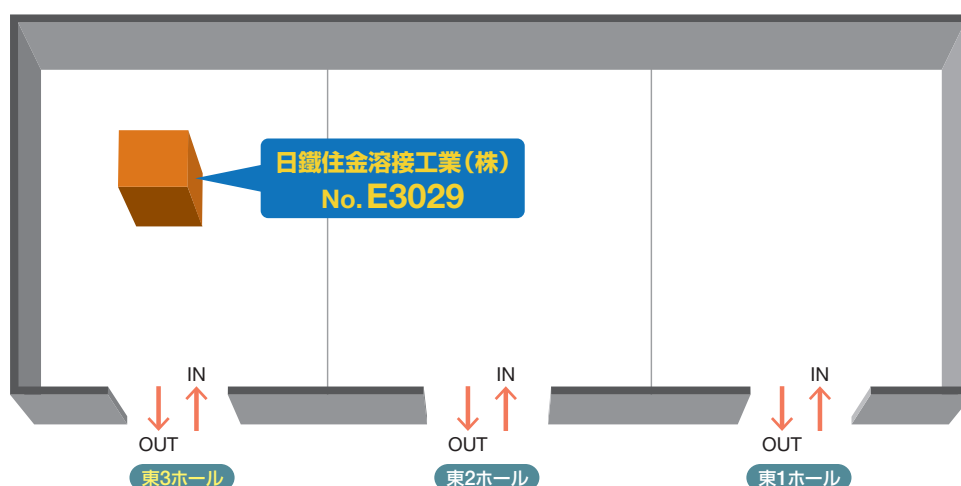 日鐵住金溶接工業(株)
No.E3029
IN
IN
IN
OUT
OUT
OUT
東3ホール
東2ホール
東1ホール